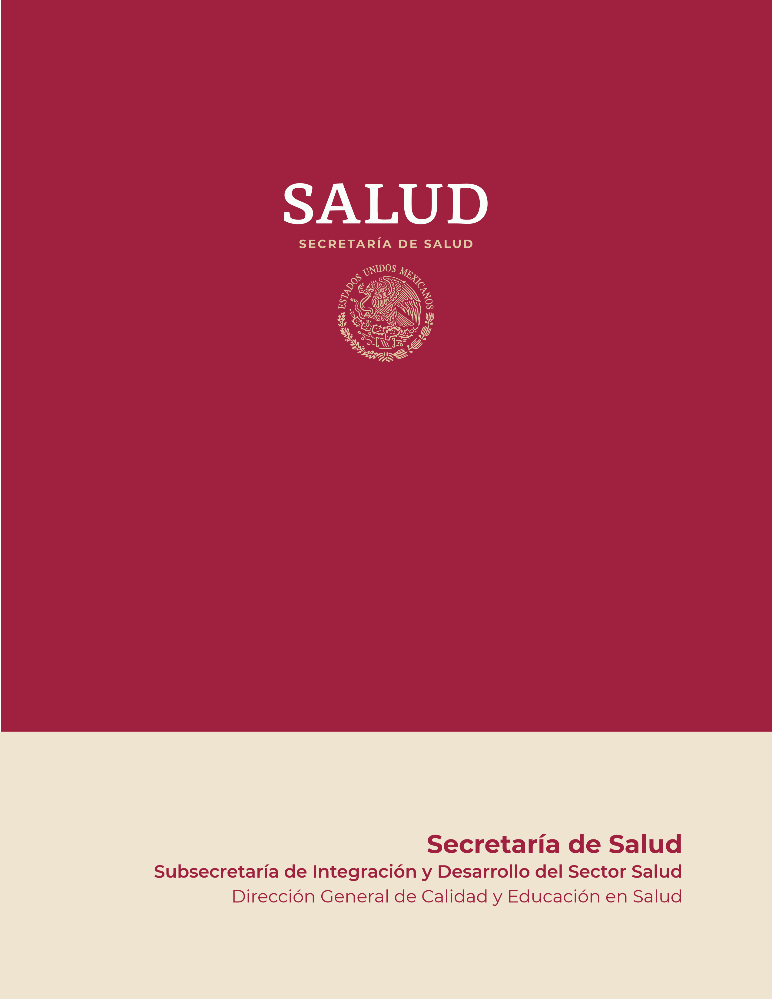 SALUD
SECRETARÍA DE SALUD
ESTADOS UNIDOS MEXICANOS
Secretaría de Salud
Subsecretaría de Integración y Desarrollo del Sector Salud
Dirección General de Calidad y Educación en Salud